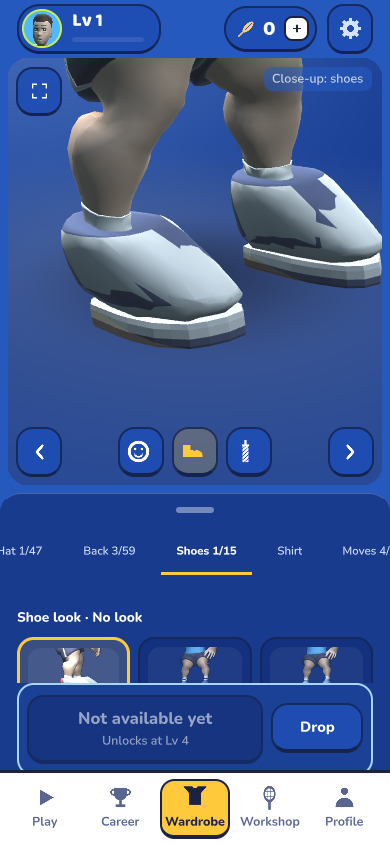 Lv 1
0
Close-up: shoes
Hat 1/47 Back 3/59 Shoes 1/15 Shirt Moves 4/
Shoe look · No look
Not available yet
Unlocks at Lv 4
Drop
Play Career Wardrobe Workshop Profile